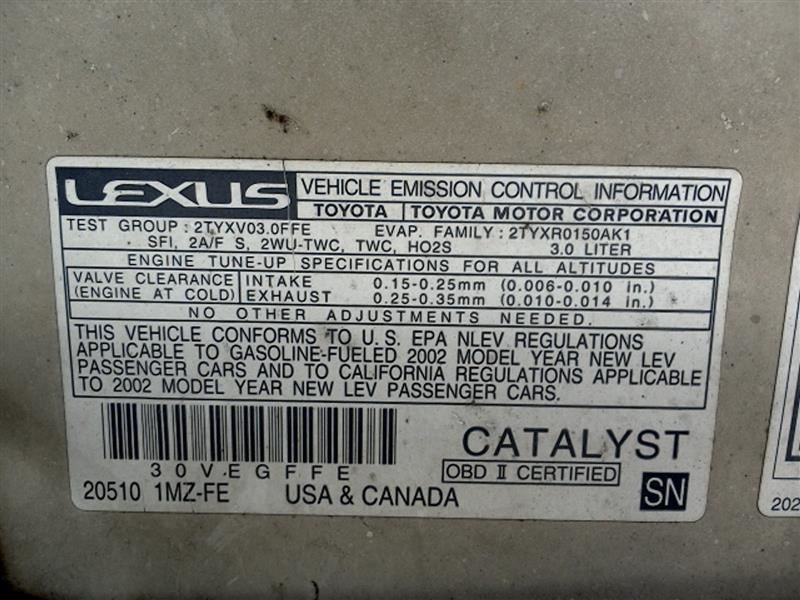 LEXUS VEHICLE EMISSION CONTROL INFORMATION
TOYOTA TOYOTA MOTOR CORPORATION
TEST GROUP : 2TYXV03.0FFE EVAP. FAMILY : 2TYXR0150AK1
SFI, 2A/F S, 2WU-TWC, TWC, HO2S 3.0 LITER
ENGINE TUNE-UP SPECIFICATIONS FOR ALL ALTITUDES
VALVE CLEARANCE INTAKE 0.15-0.25mm (0.006-0.010 in.)
(ENGINE AT COLD) EXHAUST 0.25-0.35mm (0.010-0.014 in.)
NO OTHER ADJUSTMENTS NEEDED.
THIS VEHICLE CONFORMS TO U.S. EPA NLEV REGULATIONS
APPLICABLE TO GASOLINE-FUELED 2002 MODEL YEAR NEW LEV
PASSENGER CARS AND TO CALIFORNIA REGULATIONS APPLICABLE
TO 2002 MODEL YEAR NEW LEV PASSENGER CARS.
CATALYST
30VEGFFE OBD II CERTIFIED
20510 1MZ-FE USA & CANADA SN
202